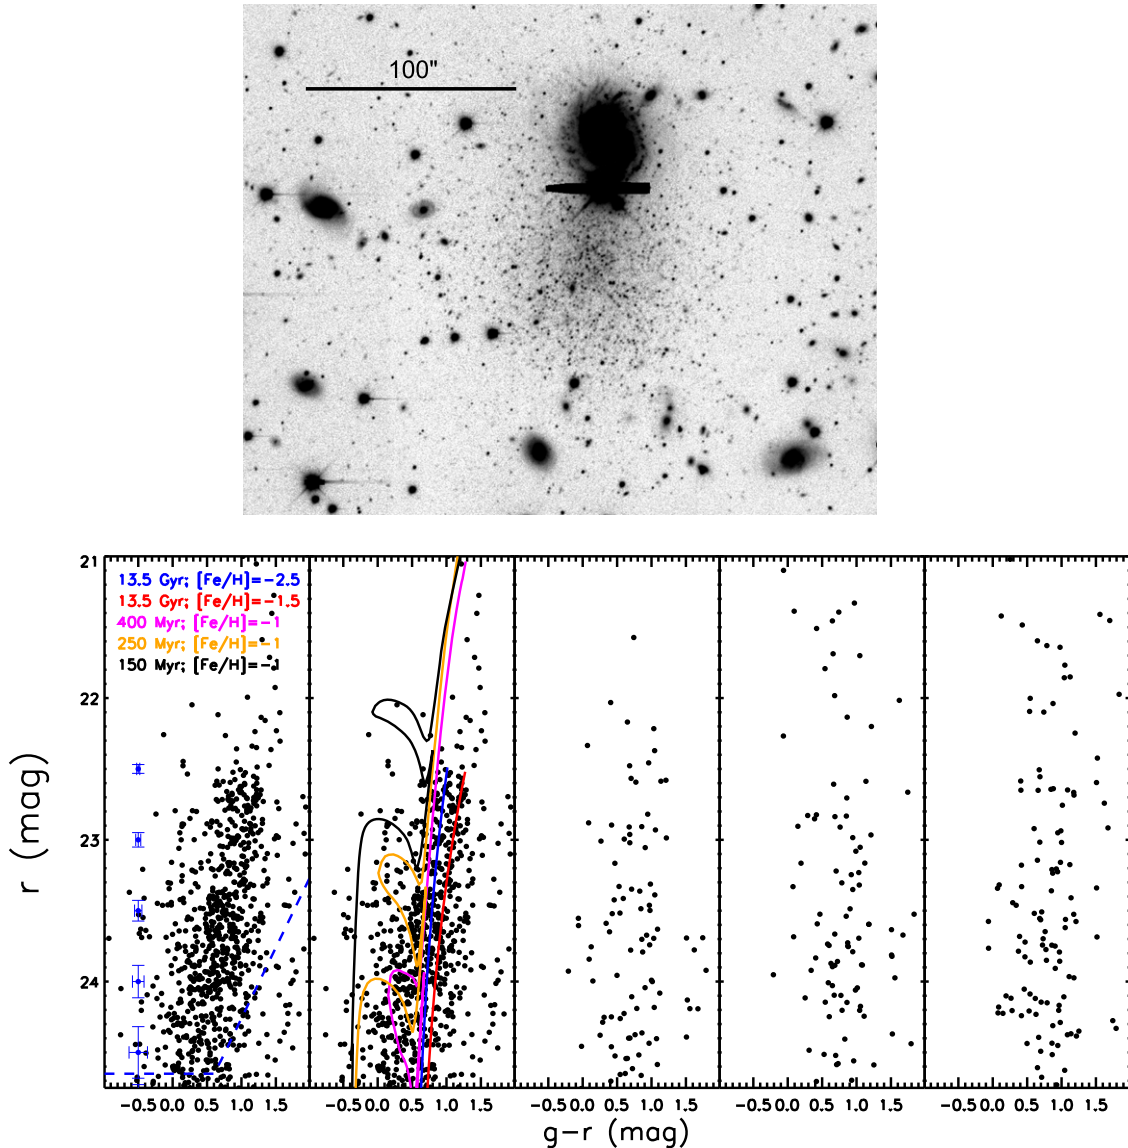 100"
21
22
23
24
r (mag)
13.5 Gyr; [Fe/H]=-2.5
13.5 Gyr; [Fe/H]=-1.5
400 Myr; [Fe/H]=-1
250 Myr; [Fe/H]=-1
150 Myr; [Fe/H]=-1
-0.5 0.0 0.5 1.0 1.5
-0.5 0.0 0.5 1.0 1.5
-0.5 0.0 0.5 1.0 1.5
-0.5 0.0 0.5 1.0 1.5
-0.5 0.0 0.5 1.0 1.5
g-r (mag)